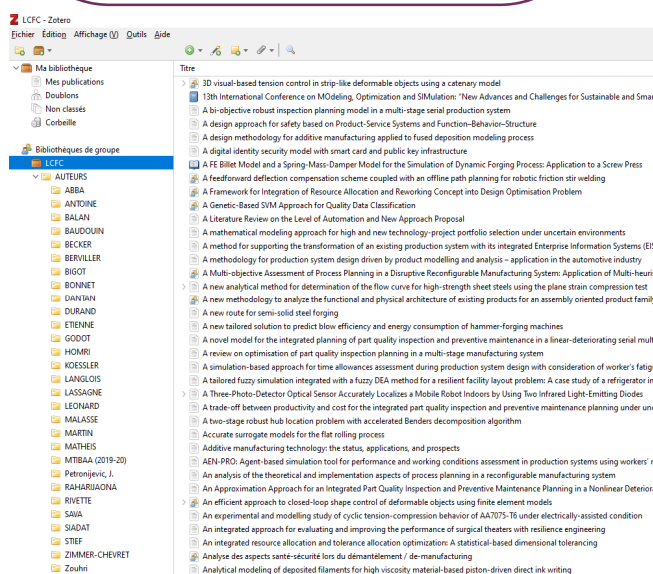 LCFC - Zotero
Fichier Édition Affichage (V) Outils Aide
Ma bibliothèque
Mes publications
Doublons
Non classés
Corbeille
Bibliothèques de groupe
LCFC
AUTEURS
ABBA
ANTOINE
BALAN
BAUDOUIN
BECKER
BERVILLER
BIGOT
BONNET
DANTAN
DURAND
ETIENNE
GODOT
HOMRI
KOESSLER
LANGLOIS
LASSAGNE
LEONARD
MALASSE
MARTIN
MATHEIS
MTIBAA (2019-20)
Petronijevic, J.
RAHARIJAONA
RIVETTE
SAVA
SIADAT
STIEF
ZIMMER-CHEVRET
Zouhri
Titre
3D visual-based tension control in strip-like deformable objects using a catenary model
13th International Conference on MOdeling, Optimization and SIMulation: "New Advances and Challenges for Sustainable and Smar
A bi-objective robust inspection planning model in a multi-stage serial production system
A design approach for safety based on Product-Service Systems and Function–Behavior–Structure
A design methodology for additive manufacturing applied to fused deposition modeling process
A digital identity security model with smart card and public key infrastructure
A FE Billet Model and a Spring-Mass-Damper Model for the Simulation of Dynamic Forging Process: Application to a Screw Press
A feedforward deflection compensation scheme coupled with an offline path planning for robotic friction stir welding
A Framework for Integration of Resource Allocation and Reworking Concept into Design Optimisation Problem
A Genetic-Based SVM Approach for Quality Data Classification
A Literature Review on the Level of Automation and New Approach Proposal
A mathematical modeling approach for high and new technology-project portfolio selection under uncertain environments
A method for supporting the transformation of an existing production system with its integrated Enterprise Information Systems (EIS
A methodology for production system design driven by product modelling and analysis – application in the automotive industry
A Multi-objective Assessment of Process Planning in a Disruptive Reconfigurable Manufacturing System: Application of Multi-heuris
A new analytical method for determination of the flow curve for high-strength sheet steels using the plane strain compression test
A new methodology to analyze the functional and physical architecture of existing products for an assembly oriented product family
A new route for semi-solid steel forging
A new tailored solution to predict blow efficiency and energy consumption of hammer-forging machines
A novel model for the integrated planning of part quality inspection and preventive maintenance in a linear-deteriorating serial mult
A review on optimisation of part quality inspection planning in a multi-stage manufacturing system
A simulation-based approach for time allowances assessment during production system design with consideration of worker's fatigu
A tailored fuzzy simulation integrated with a fuzzy DEA method for a resilient facility layout problem: A case study of a refrigerator in
A Three-Photo-Detector Optical Sensor Accurately Localizes a Mobile Robot Indoors by Using Two Infrared Light-Emitting Diodes
A trade-off between productivity and cost for the integrated part quality inspection and preventive maintenance planning under un
A two-stage robust hub location problem with accelerated Benders decomposition algorithm
Accurate surrogate models for the flat rolling process
Additive manufacturing technology: the status, applications, and prospects
AEN-PRO: Agent-based simulation tool for performance and working conditions assessment in production systems using workers'
An analysis of the theoretical and implementation aspects of process planning in a reconfigurable manufacturing system
An Approximation Approach for an Integrated Part Quality Inspection and Preventive Maintenance Planning in a Nonlinear Deteriora
An efficient approach to closed-loop shape control of deformable objects using finite element models
An experimental and modelling study of cyclic tension-compression behavior of AA7075-T6 under electrically-assisted condition
An integrated approach for evaluating and improving the performance of surgical theaters with resilience engineering
An integrated resource allocation and tolerance allocation optimization: A statistical-based dimensional tolerancing
Analyse des aspects santé-sécurité lors du démantèlement / de-manufacturing
Analytical modeling of deposited filaments for high viscosity material-based piston-driven direct ink writing